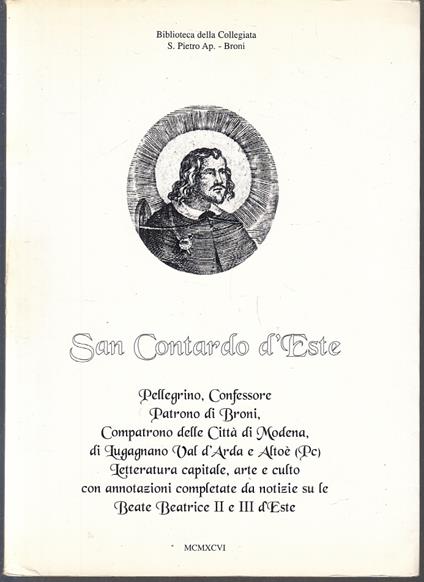 Biblioteca della Collegiata
S. Pietro Ap. - Broni
San Contardo d'Este
Pellegrino, Confessore
Patrono di Broni,
Compatrono delle Città di Modena,
di Lugagnano Val d'Arda e Altoè (Pc)
Letteratura capitale, arte e culto
con annotazioni completate da notizie su le
Beate Beatrice II e III d'Este
MCMXCVI